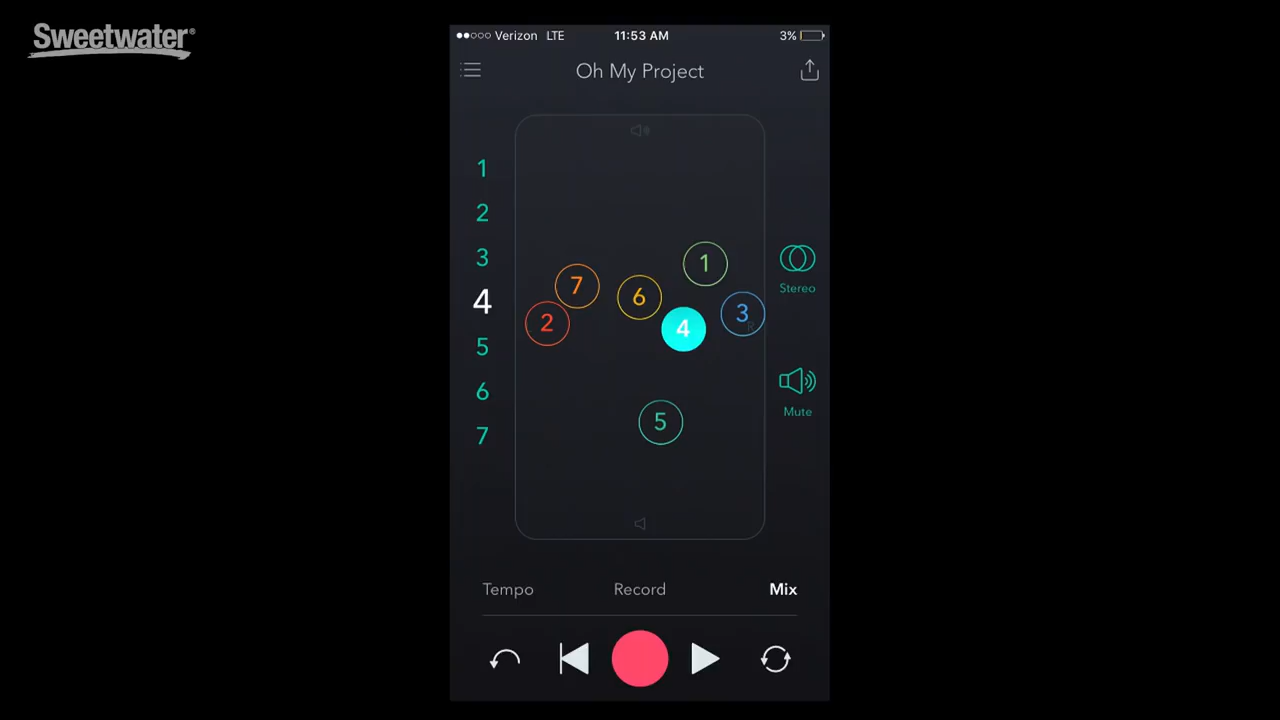 Sweetwater®
Verizon LTE 11:53 AM 3%
Oh My Project
1
2
3
4
5
6
7
1
7
6
2
4
3
R
5
Stereo
Mute
Tempo Record Mix